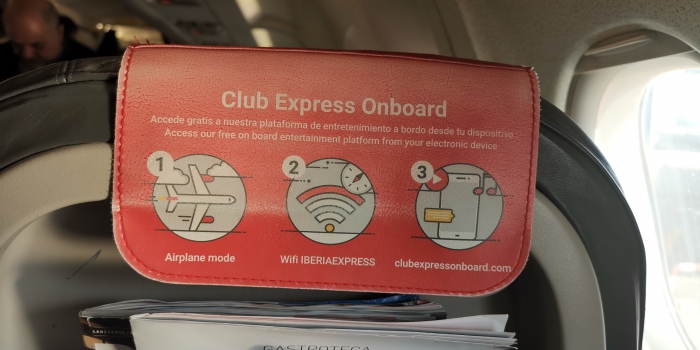 Club Express Onboard
Accede gratis a nuestra plataforma de entretenimiento a bordo desde tu dispositivo
Access our free on board entertainment platform from your electronic device
1 2 3
Airplane mode Wifi IBERIAEXPRESS clubexpressonboard.com
GASTROTECA